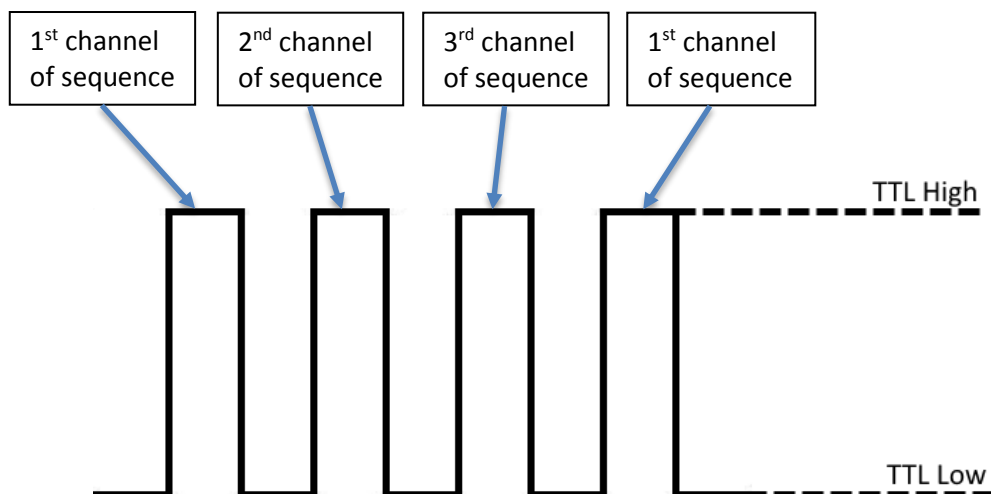 1st channel
of sequence
2nd channel
of sequence
3rd channel
of sequence
1st channel
of sequence
TTL High
TTL Low